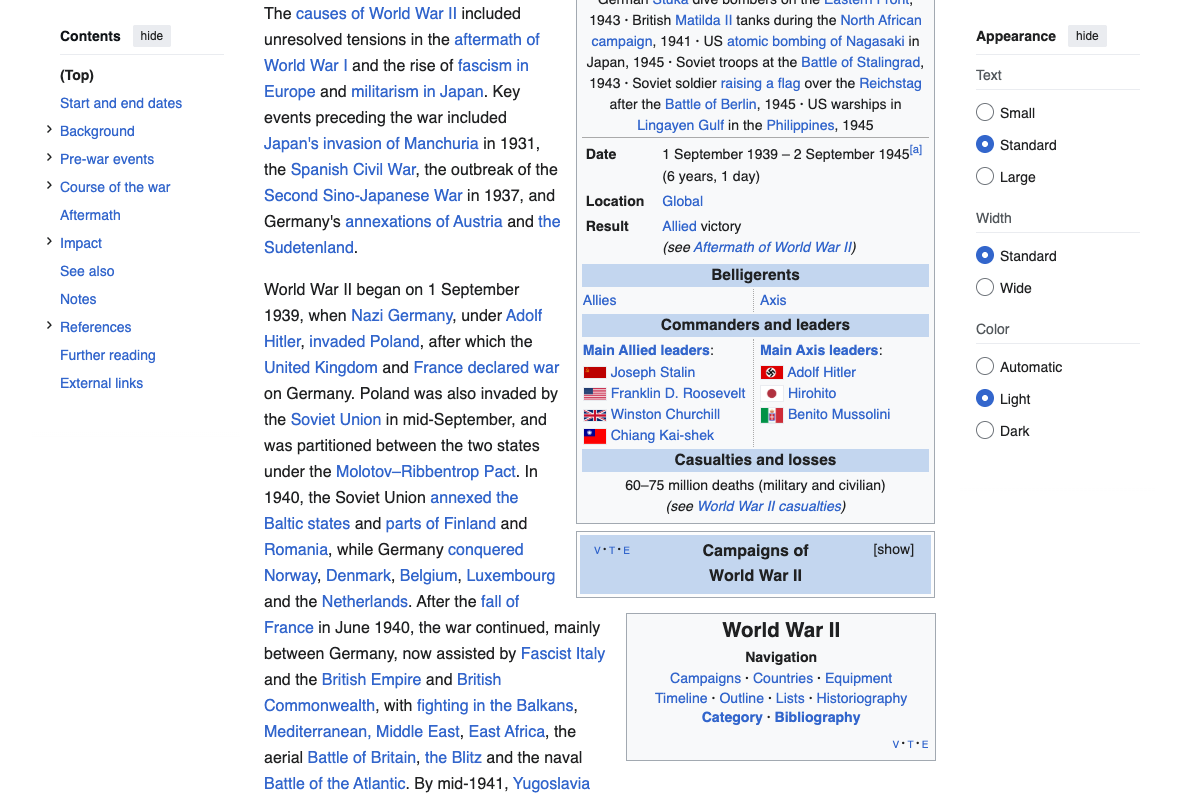 Contents hide
(Top)
Start and end dates
Background
Pre-war events
Course of the war
Aftermath
Impact
See also
Notes
References
Further reading
External links
The causes of World War II included
unresolved tensions in the aftermath of
World War I and the rise of fascism in
Europe and militarism in Japan. Key
events preceding the war included
Japan's invasion of Manchuria in 1931,
the Spanish Civil War, the outbreak of the
Second Sino-Japanese War in 1937, and
Germany's annexations of Austria and the
Sudetenland.
World War II began on 1 September
1939, when Nazi Germany, under Adolf
Hitler, invaded Poland, after which the
United Kingdom and France declared war
on Germany. Poland was also invaded by
the Soviet Union in mid-September, and
was partitioned between the two states
under the Molotov–Ribbentrop Pact. In
1940, the Soviet Union annexed the
Baltic states and parts of Finland and
Romania, while Germany conquered
Norway, Denmark, Belgium, Luxembourg
and the Netherlands. After the fall of
France in June 1940, the war continued, mainly
between Germany, now assisted by Fascist Italy
and the British Empire and British
Commonwealth, with fighting in the Balkans,
Mediterranean, Middle East, East Africa, the
aerial Battle of Britain, the Blitz and the naval
Battle of the Atlantic. By mid-1941, Yugoslavia
German Stuka dive bombers on the Eastern Front,
1943 · British Matilda II tanks during the North African
campaign, 1941 · US atomic bombing of Nagasaki in
Japan, 1945 · Soviet troops at the Battle of Stalingrad,
1943 · Soviet soldier raising a flag over the Reichstag
after the Battle of Berlin, 1945 · US warships in
Lingayen Gulf in the Philippines, 1945
Date 1 September 1939 – 2 September 1945[a]
(6 years, 1 day)
Location Global
Result Allied victory
(see Aftermath of World War II)
Belligerents
Allies Axis
Commanders and leaders
Main Allied leaders: Main Axis leaders:
Joseph Stalin Adolf Hitler
Franklin D. Roosevelt Hirohito
Winston Churchill Benito Mussolini
Chiang Kai-shek
Casualties and losses
60–75 million deaths (military and civilian)
(see World War II casualties)
V · T · E Campaigns of [show]
World War II
World War II
Navigation
Campaigns · Countries · Equipment
Timeline · Outline · Lists · Historiography
Category · Bibliography
V · T · E
Appearance hide
Text
Small
Standard
Large
Width
Standard
Wide
Color
Automatic
Light
Dark